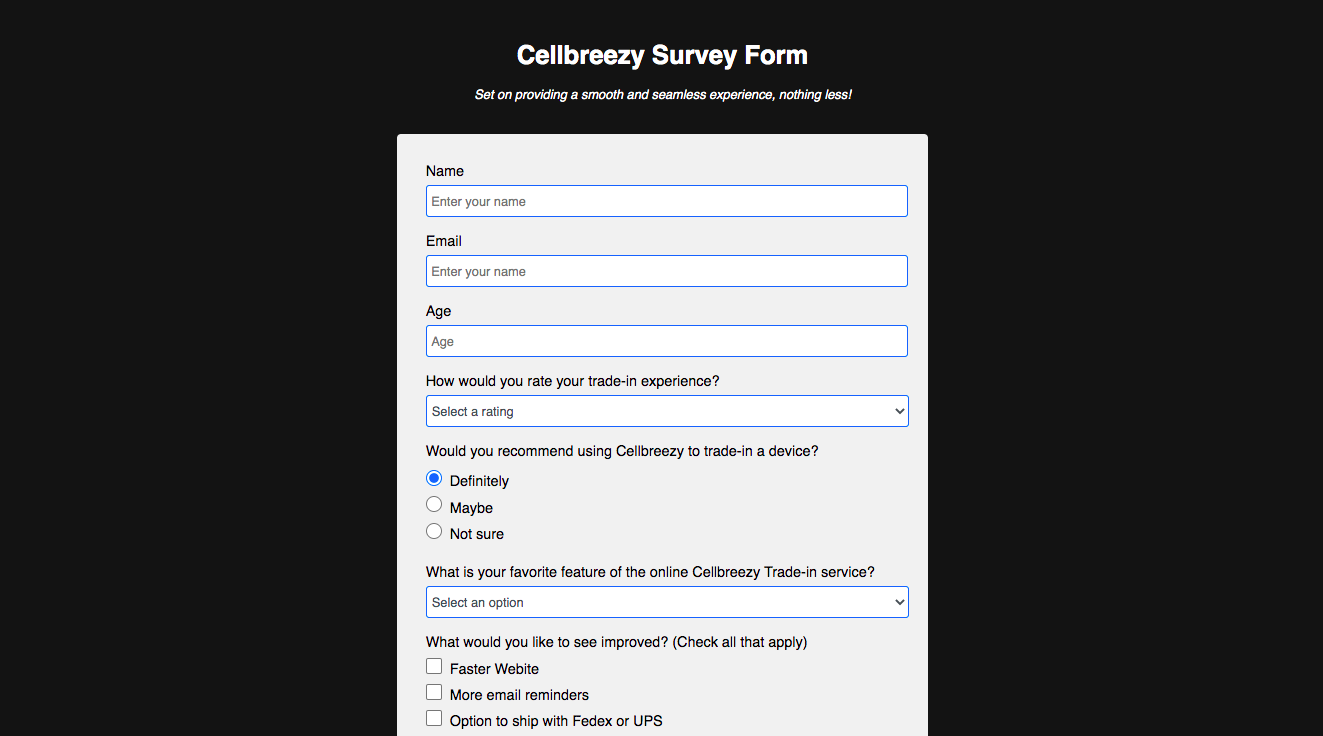 Cellbreezy Survey Form
Set on providing a smooth and seamless experience, nothing less!
Name
Enter your name
Email
Enter your name
Age
Age
How would you rate your trade-in experience?
Select a rating
Would you recommend using Cellbreezy to trade-in a device?
Definitely
Maybe
Not sure
What is your favorite feature of the online Cellbreezy Trade-in service?
Select an option
What would you like to see improved? (Check all that apply)
Faster Webite
More email reminders
Option to ship with Fedex or UPS